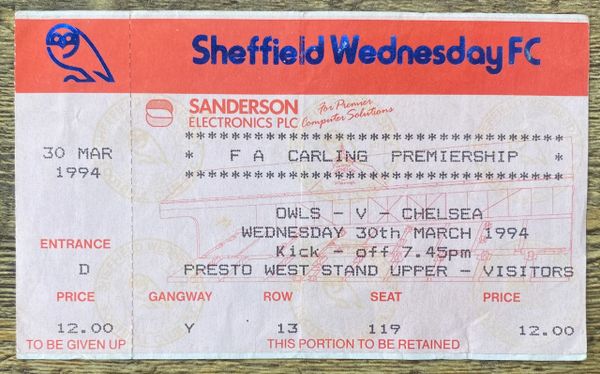 Sheffield Wednesday FC
SANDERSON
ELECTRONICS PLC
For Premier
Computer Solutions
30 MAR
1994
***********************************
* F A CARLING PREMIERSHIP *
***********************************
OWLS - V - CHELSEA
WEDNESDAY 30th MARCH 1994
Kick - off 7.45pm
ENTRANCE
D
PRESTO WEST STAND UPPER - VISITORS
PRICE GANGWAY ROW SEAT PRICE
12.00 Y 13 119 12.00
TO BE GIVEN UP THIS PORTION TO BE RETAINED